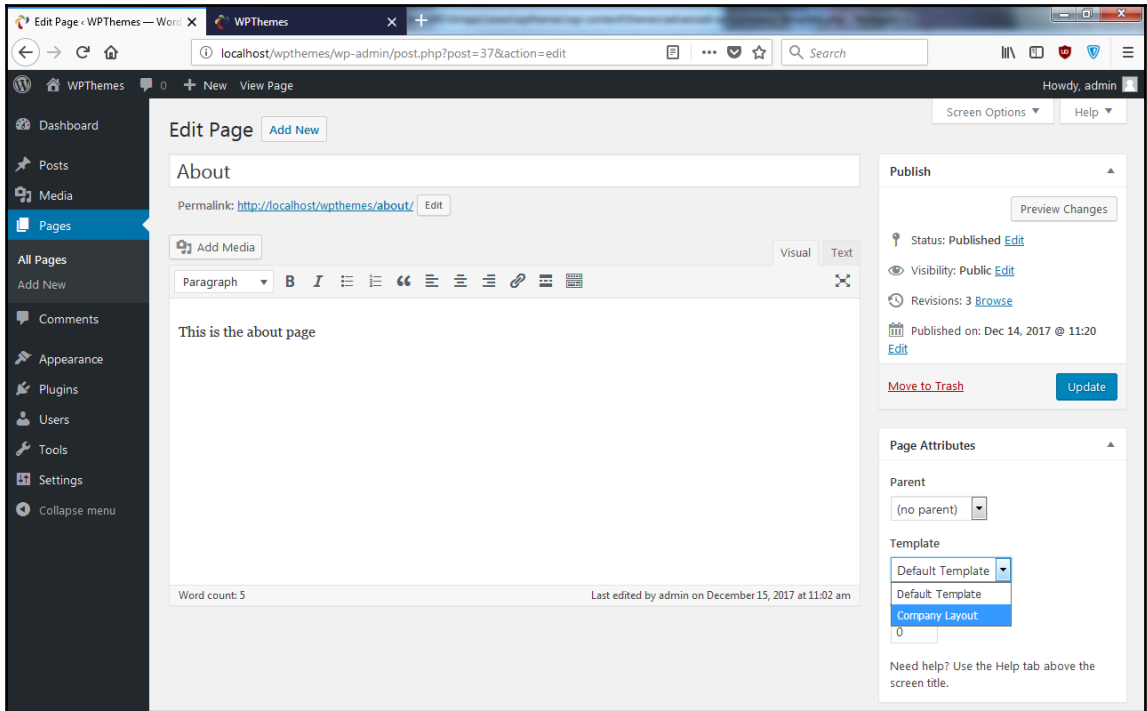 Edit Page ‹ WPThemes — Word
WPThemes
localhost/wpthemes/wp-admin/post.php?post=37&action=edit
Search
WPThemes 0 New View Page
Howdy, admin
Screen Options
Help
Dashboard
Posts
Media
Pages
All Pages
Add New
Comments
Appearance
Plugins
Users
Tools
Settings
Collapse menu
Edit Page
Add New
About
Permalink: http://localhost/wpthemes/about/ Edit
Add Media
Visual Text
Paragraph B I
This is the about page
Word count: 5
Last edited by admin on December 15, 2017 at 11:02 am
Publish
Preview Changes
Status: Published Edit
Visibility: Public Edit
Revisions: 3 Browse
Published on: Dec 14, 2017 @ 11:20
Edit
Move to Trash
Update
Page Attributes
Parent
(no parent)
Template
Default Template
Default Template
Company Layout
0
Need help? Use the Help tab above the
screen title.